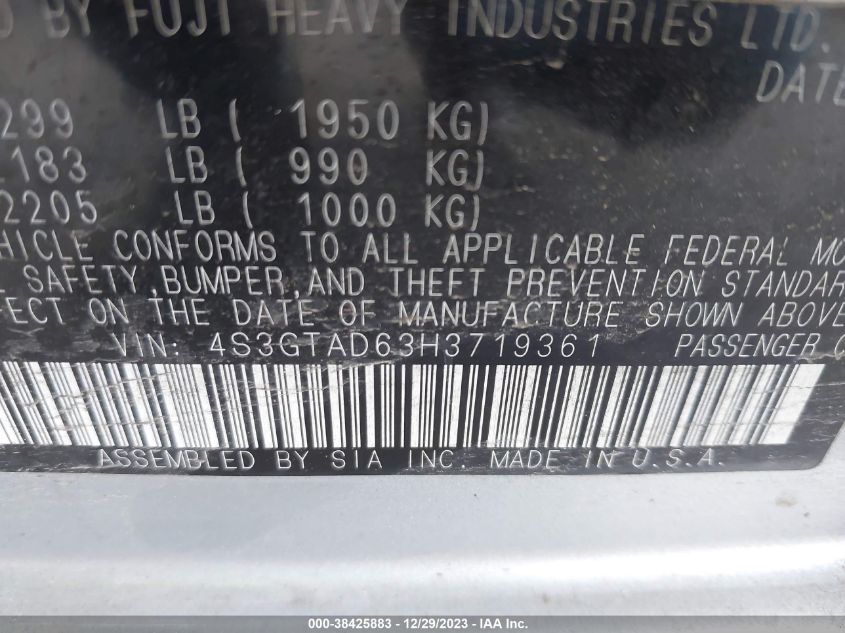 D BY FUJI HEAVY INDUSTRIES LTD.
DATE
299 LB ( 1950 KG)
183 LB ( 990 KG)
2205 LB ( 1000 KG)
EHICLE CONFORMS TO ALL APPLICABLE FEDERAL MO
L SAFETY,BUMPER,AND THEFT PREVENTION STANDAR
FFECT ON THE DATE OF MANUFACTURE SHOWN ABOVE
VIN: 4S3GTAD63H3719361 PASSENGER C
ASSEMBLED BY SIA INC. MADE IN U.S.A.
000-38425883 - 12/29/2023 - IAA Inc.